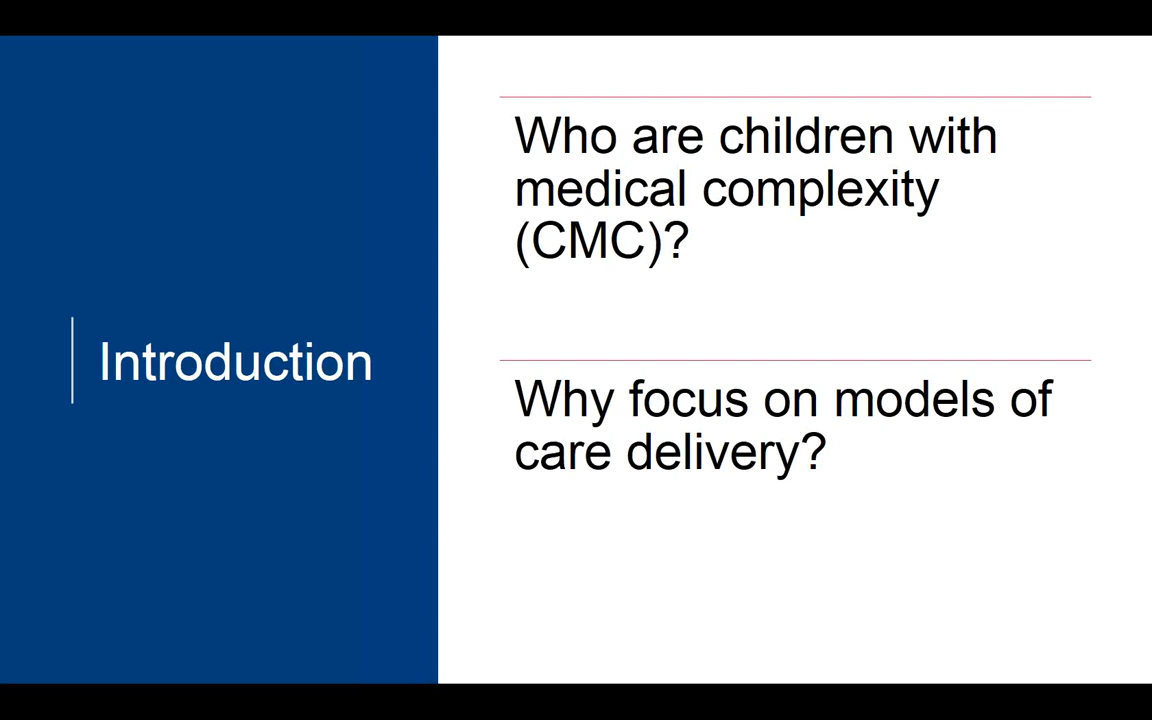 Introduction
Who are children with
medical complexity
(CMC)?
Why focus on models of
care delivery?